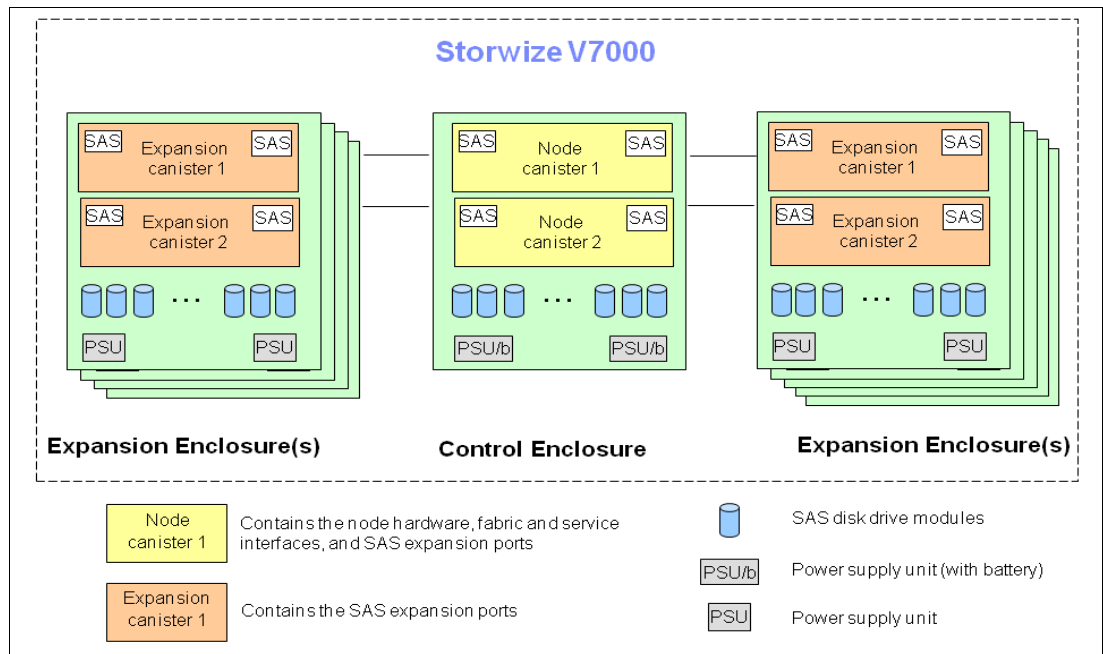 Storwize V7000
SAS
Expansion
canister 1
SAS
SAS
Expansion
canister 2
SAS
. . .
PSU
PSU
SAS
Node
canister 1
SAS
SAS
Node
canister 2
SAS
. . .
PSU/b
PSU/b
SAS
Expansion
canister 1
SAS
SAS
Expansion
canister 2
SAS
. . .
PSU
PSU
Expansion Enclosure(s)
Control Enclosure
Expansion Enclosure(s)
Node
canister 1
Contains the node hardware, fabric and service
interfaces, and SAS expansion ports
Expansion
canister 1
Contains the SAS expansion ports
SAS disk drive modules
PSU/b
Power supply unit (with battery)
PSU
Power supply unit